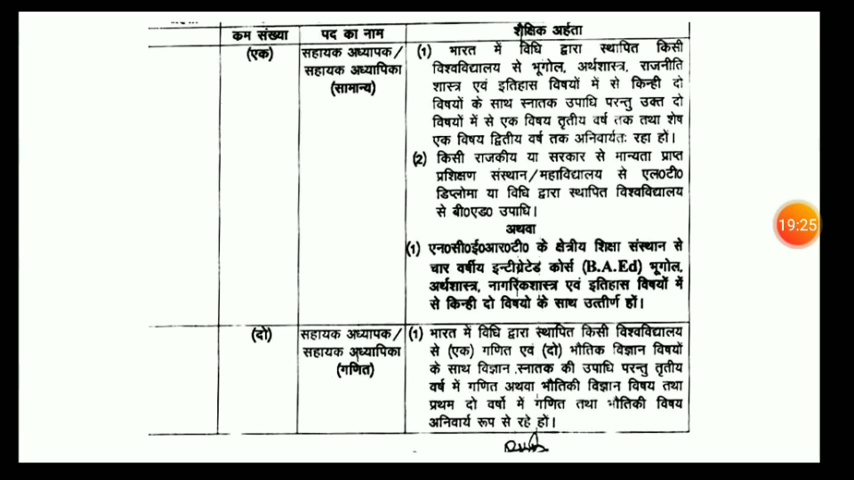 कम संख्या पद का नाम शैक्षिक अर्हता
(एक) सहायक अध्यापक/ सहायक अध्यापिका (सामान्य)
(1) भारत में विधि द्वारा स्थापित किसी
विश्वविद्यालय से भूगोल, अर्थशास्त्र, राजनीति
शास्त्र एवं इतिहास विषयों में से किन्ही दो
विषयों के साथ स्नातक उपाधि परन्तु उक्त दो
विषयों में से एक विषय तृतीय वर्ष तक तथा शेष
एक विषय द्वितीय वर्ष तक अनिवार्यतः रहा हो।
(2) किसी राजकीय या सरकार से मान्यता प्राप्त
प्रशिक्षण संस्थान/महाविद्यालय से एल0टी0
डिप्लोमा या विधि द्वारा स्थापित विश्वविद्यालय
से बी0एड0 उपाधि।
अथवा
(1) एन0सी0ई0आर0टी0 के क्षेत्रीय शिक्षा संस्थान से
चार वर्षीय इन्टीग्रेटेड कोर्स (B.A.Ed) भूगोल,
अर्थशास्त्र, नागरिकशास्त्र एवं इतिहास विषयों में
से किन्ही दो विषयो के साथ उत्तीर्ण हों।
(दो) सहायक अध्यापक/ सहायक अध्यापिका (गणित)
(1) भारत में विधि द्वारा स्थापित किसी विश्वविद्यालय
से (एक) गणित एवं (दो) भौतिक विज्ञान विषयों
के साथ विज्ञान स्नातक की उपाधि परन्तु तृतीय
वर्ष में गणित अथवा भौतिकी विज्ञान विषय तथा
प्रथम दो वर्षो में गणित तथा भौतिकी विषय
अनिवार्य रूप से रहे हों।
19:25